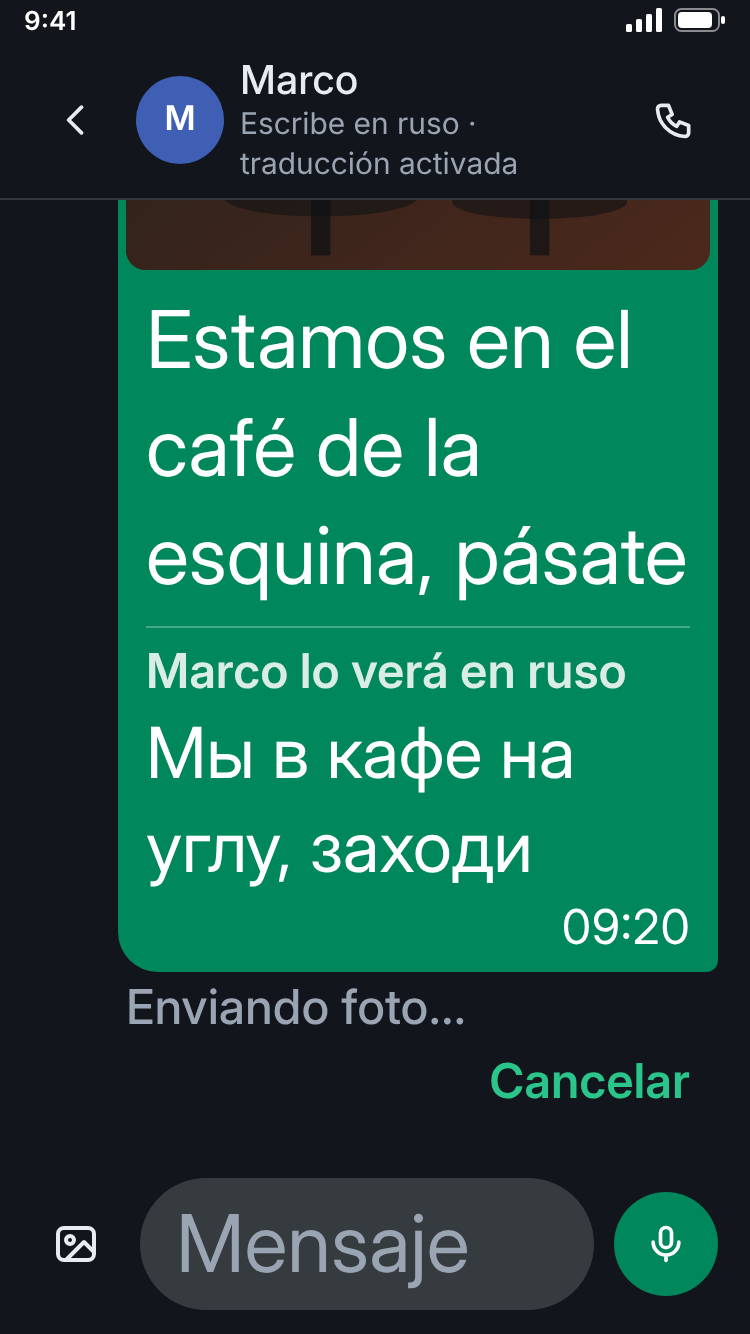 9:41
M
Marco
Escribe en ruso ·
traducción activada
Estamos en el
café de la
esquina, pásate
Marco lo verá en ruso
Мы в кафе на
углу, заходи
09:20
Enviando foto...
Cancelar
Mensaje